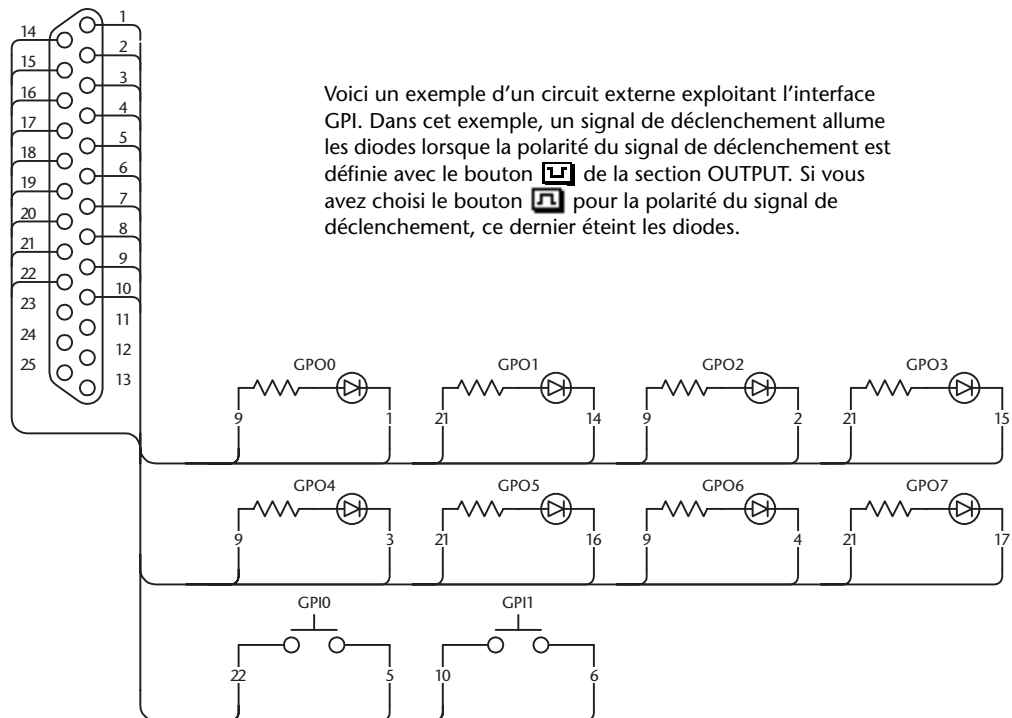 1
2
3
4
5
6
7
8
9
10
11
12
13
14
15
16
17
18
19
20
21
22
23
24
25
Voici un exemple d’un circuit externe exploitant l’interface
GPI. Dans cet exemple, un signal de déclenchement allume
les diodes lorsque la polarité du signal de déclenchement est
définie avec le bouton de la section OUTPUT. Si vous
avez choisi le bouton pour la polarité du signal de
déclenchement, ce dernier éteint les diodes.
GPO0 GPO1 GPO2 GPO3
9 1 21 14 9 2 21 15
GPO4 GPO5 GPO6 GPO7
9 3 21 16 9 4 21 17
GPI0 GPI1
22 5 10 6